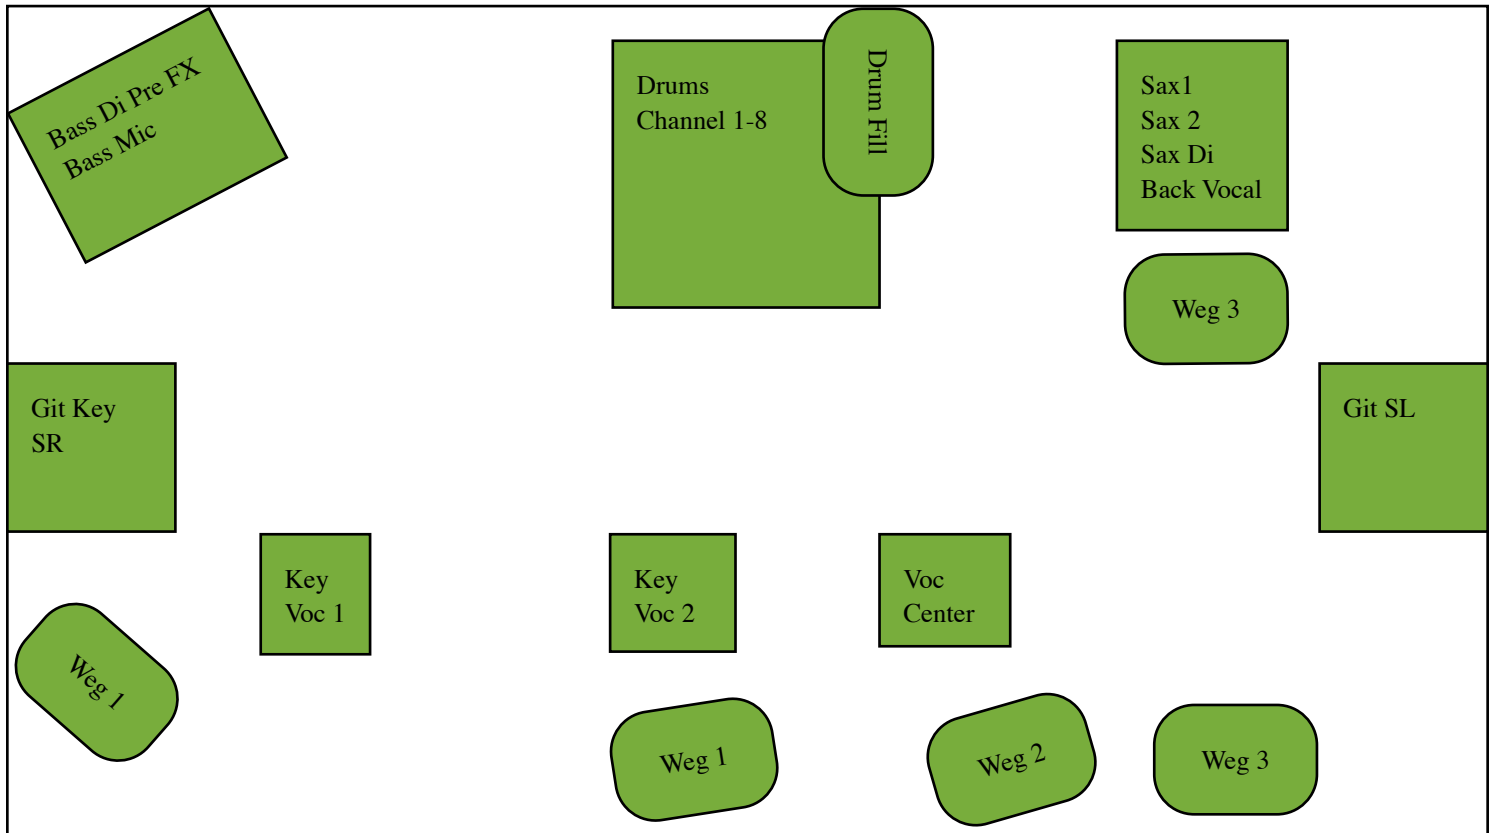 Bass Di Pre FX
Bass Mic
Drums
Channel 1-8
Drum Fill
Sax1
Sax 2
Sax Di
Back Vocal
Weg 3
Git Key
SR
Git SL
Key
Voc 1
Key
Voc 2
Voc
Center
Weg 1
Weg 1
Weg 2
Weg 3